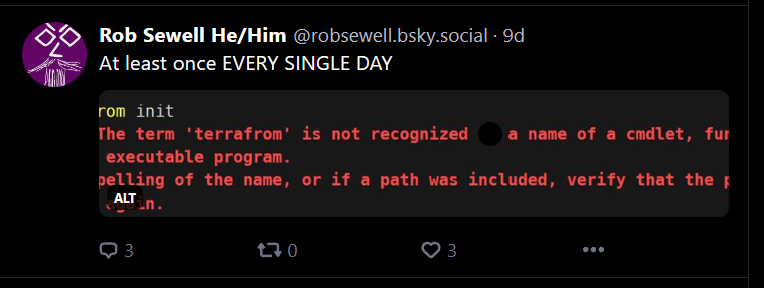 Rob Sewell He/Him @robsewell.bsky.social · 9d
At least once EVERY SINGLE DAY
rom init
The term 'terrafrom' is not recognized a name of a cmdlet, fun
executable program.
pelling of the name, or if a path was included, verify that the p
again.
ALT
3 0 3